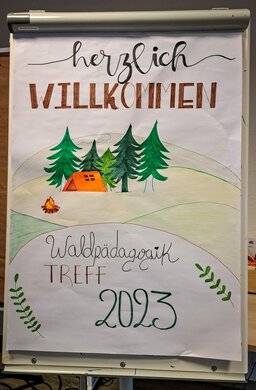 herzlich
WILLKOMMEN
Waldpädagogik
TREFF
2023